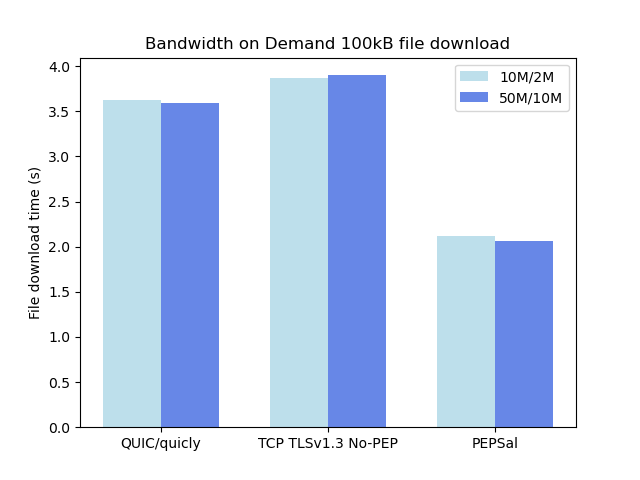 Bandwidth on Demand 100kB file download
10M/2M
50M/10M
File download time (s)
4.0
3.5
3.0
2.5
2.0
1.5
1.0
0.5
0.0
QUIC/quicly
TCP TLSv1.3 No-PEP
PEPSal